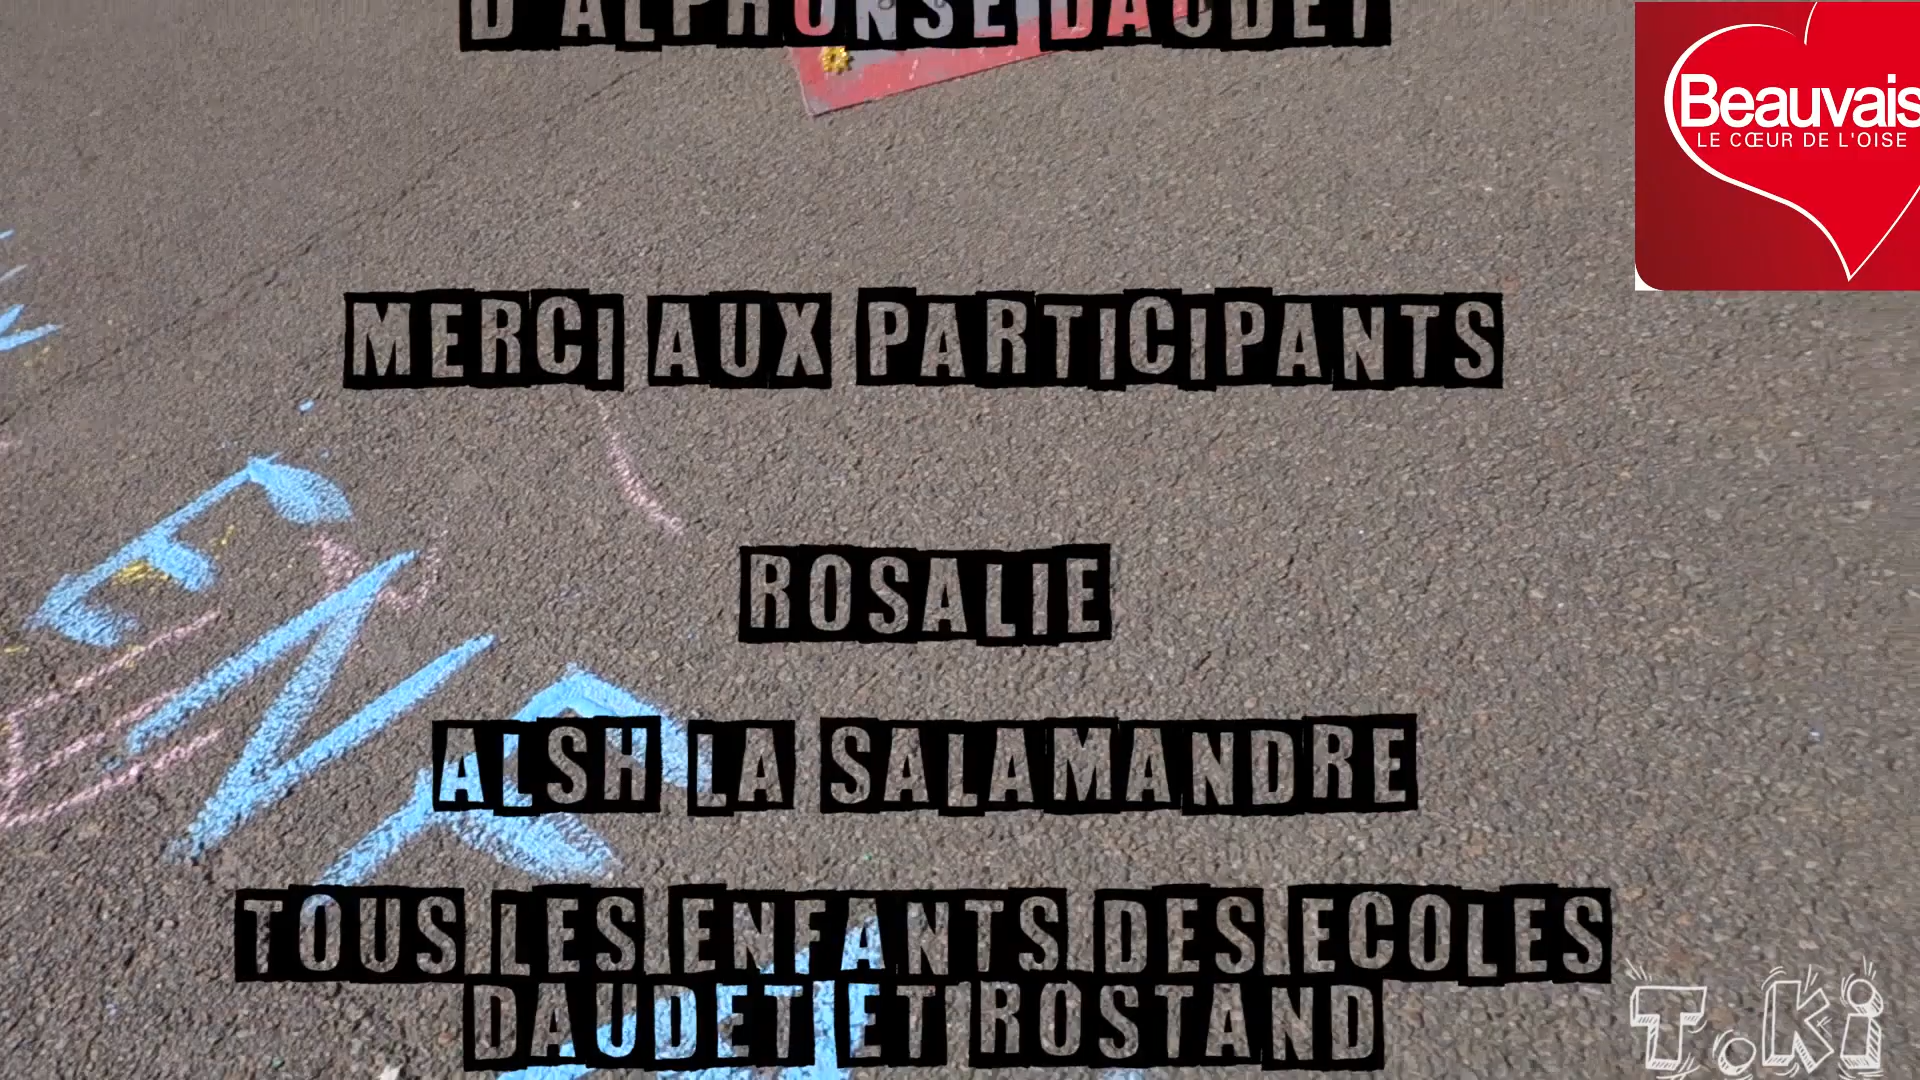 D'ALPHONSE DAUDET
Beauvais
LE CŒUR DE L'OISE
MERCI AUX PARTICIPANTS
ROSALIE
ALSH LA SALAMANDRE
TOUS LES ENFANTS DES ECOLES
DAUDET ET ROSTAND
T.Ki